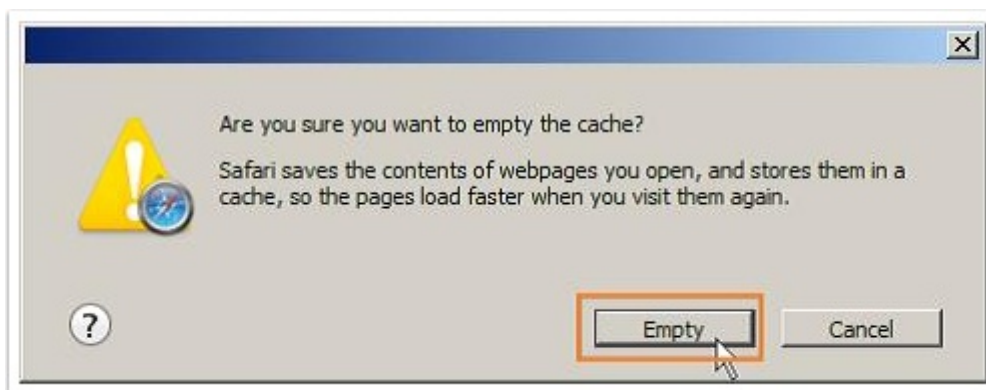 Are you sure you want to empty the cache?
Safari saves the contents of webpages you open, and stores them in a
cache, so the pages load faster when you visit them again.
?
Empty
Cancel